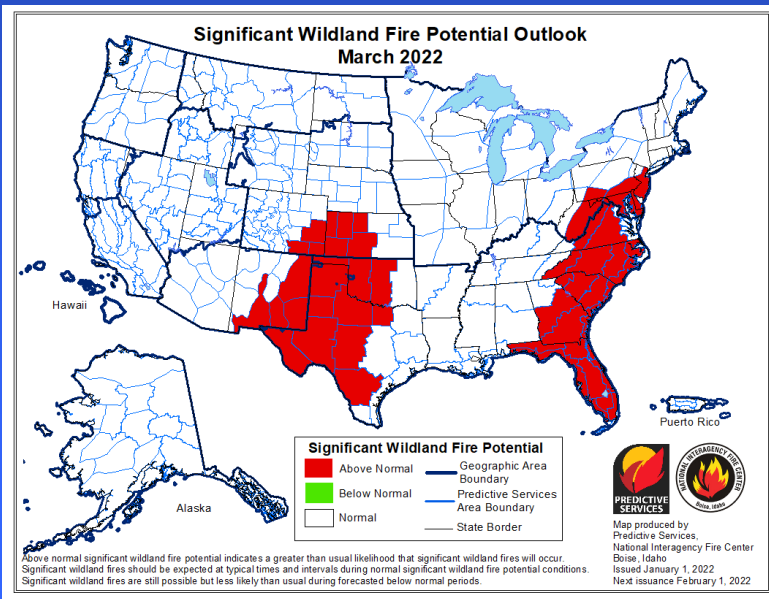 Significant Wildland Fire Potential Outlook
March 2022
Hawaii
Alaska
Puerto Rico
Significant Wildland Fire Potential
Above Normal
Below Normal
Normal
Geographic Area
Boundary
Predictive Services
Area Boundary
State Border
PREDICTIVE
SERVICES
NATIONAL INTERAGENCY FIRE CENTER
Boise, Idaho
Map produced by
Predictive Services,
National Interagency Fire Center
Boise, Idaho
Issued January 1, 2022
Next issuance February 1, 2022
Above normal significant wildland fire potential indicates a greater than usual likelihood that significant wildland fires will occur.
Significant wildland fires should be expected at typical times and intervals during normal significant wildland fire potential conditions.
Significant wildland fires are still possible but less likely than usual during forecasted below normal periods.